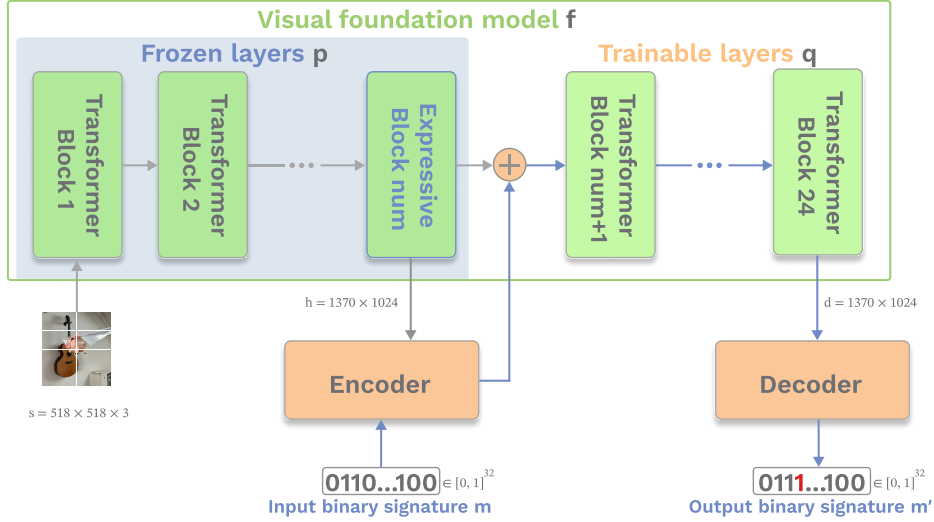 Visual foundation model f
Frozen layers p
Trainable layers q
Transformer
Block 1
Transformer
Block 2
...
Expressive
Block num
+
Transformer
Block num+1
...
Transformer
Block 24
h = 1370 × 1024
d = 1370 × 1024
Encoder
Decoder
s = 518 × 518 × 3
0110...100 ∈ [0, 1]^32
Input binary signature m
0111...100 ∈ [0, 1]^32
Output binary signature m′